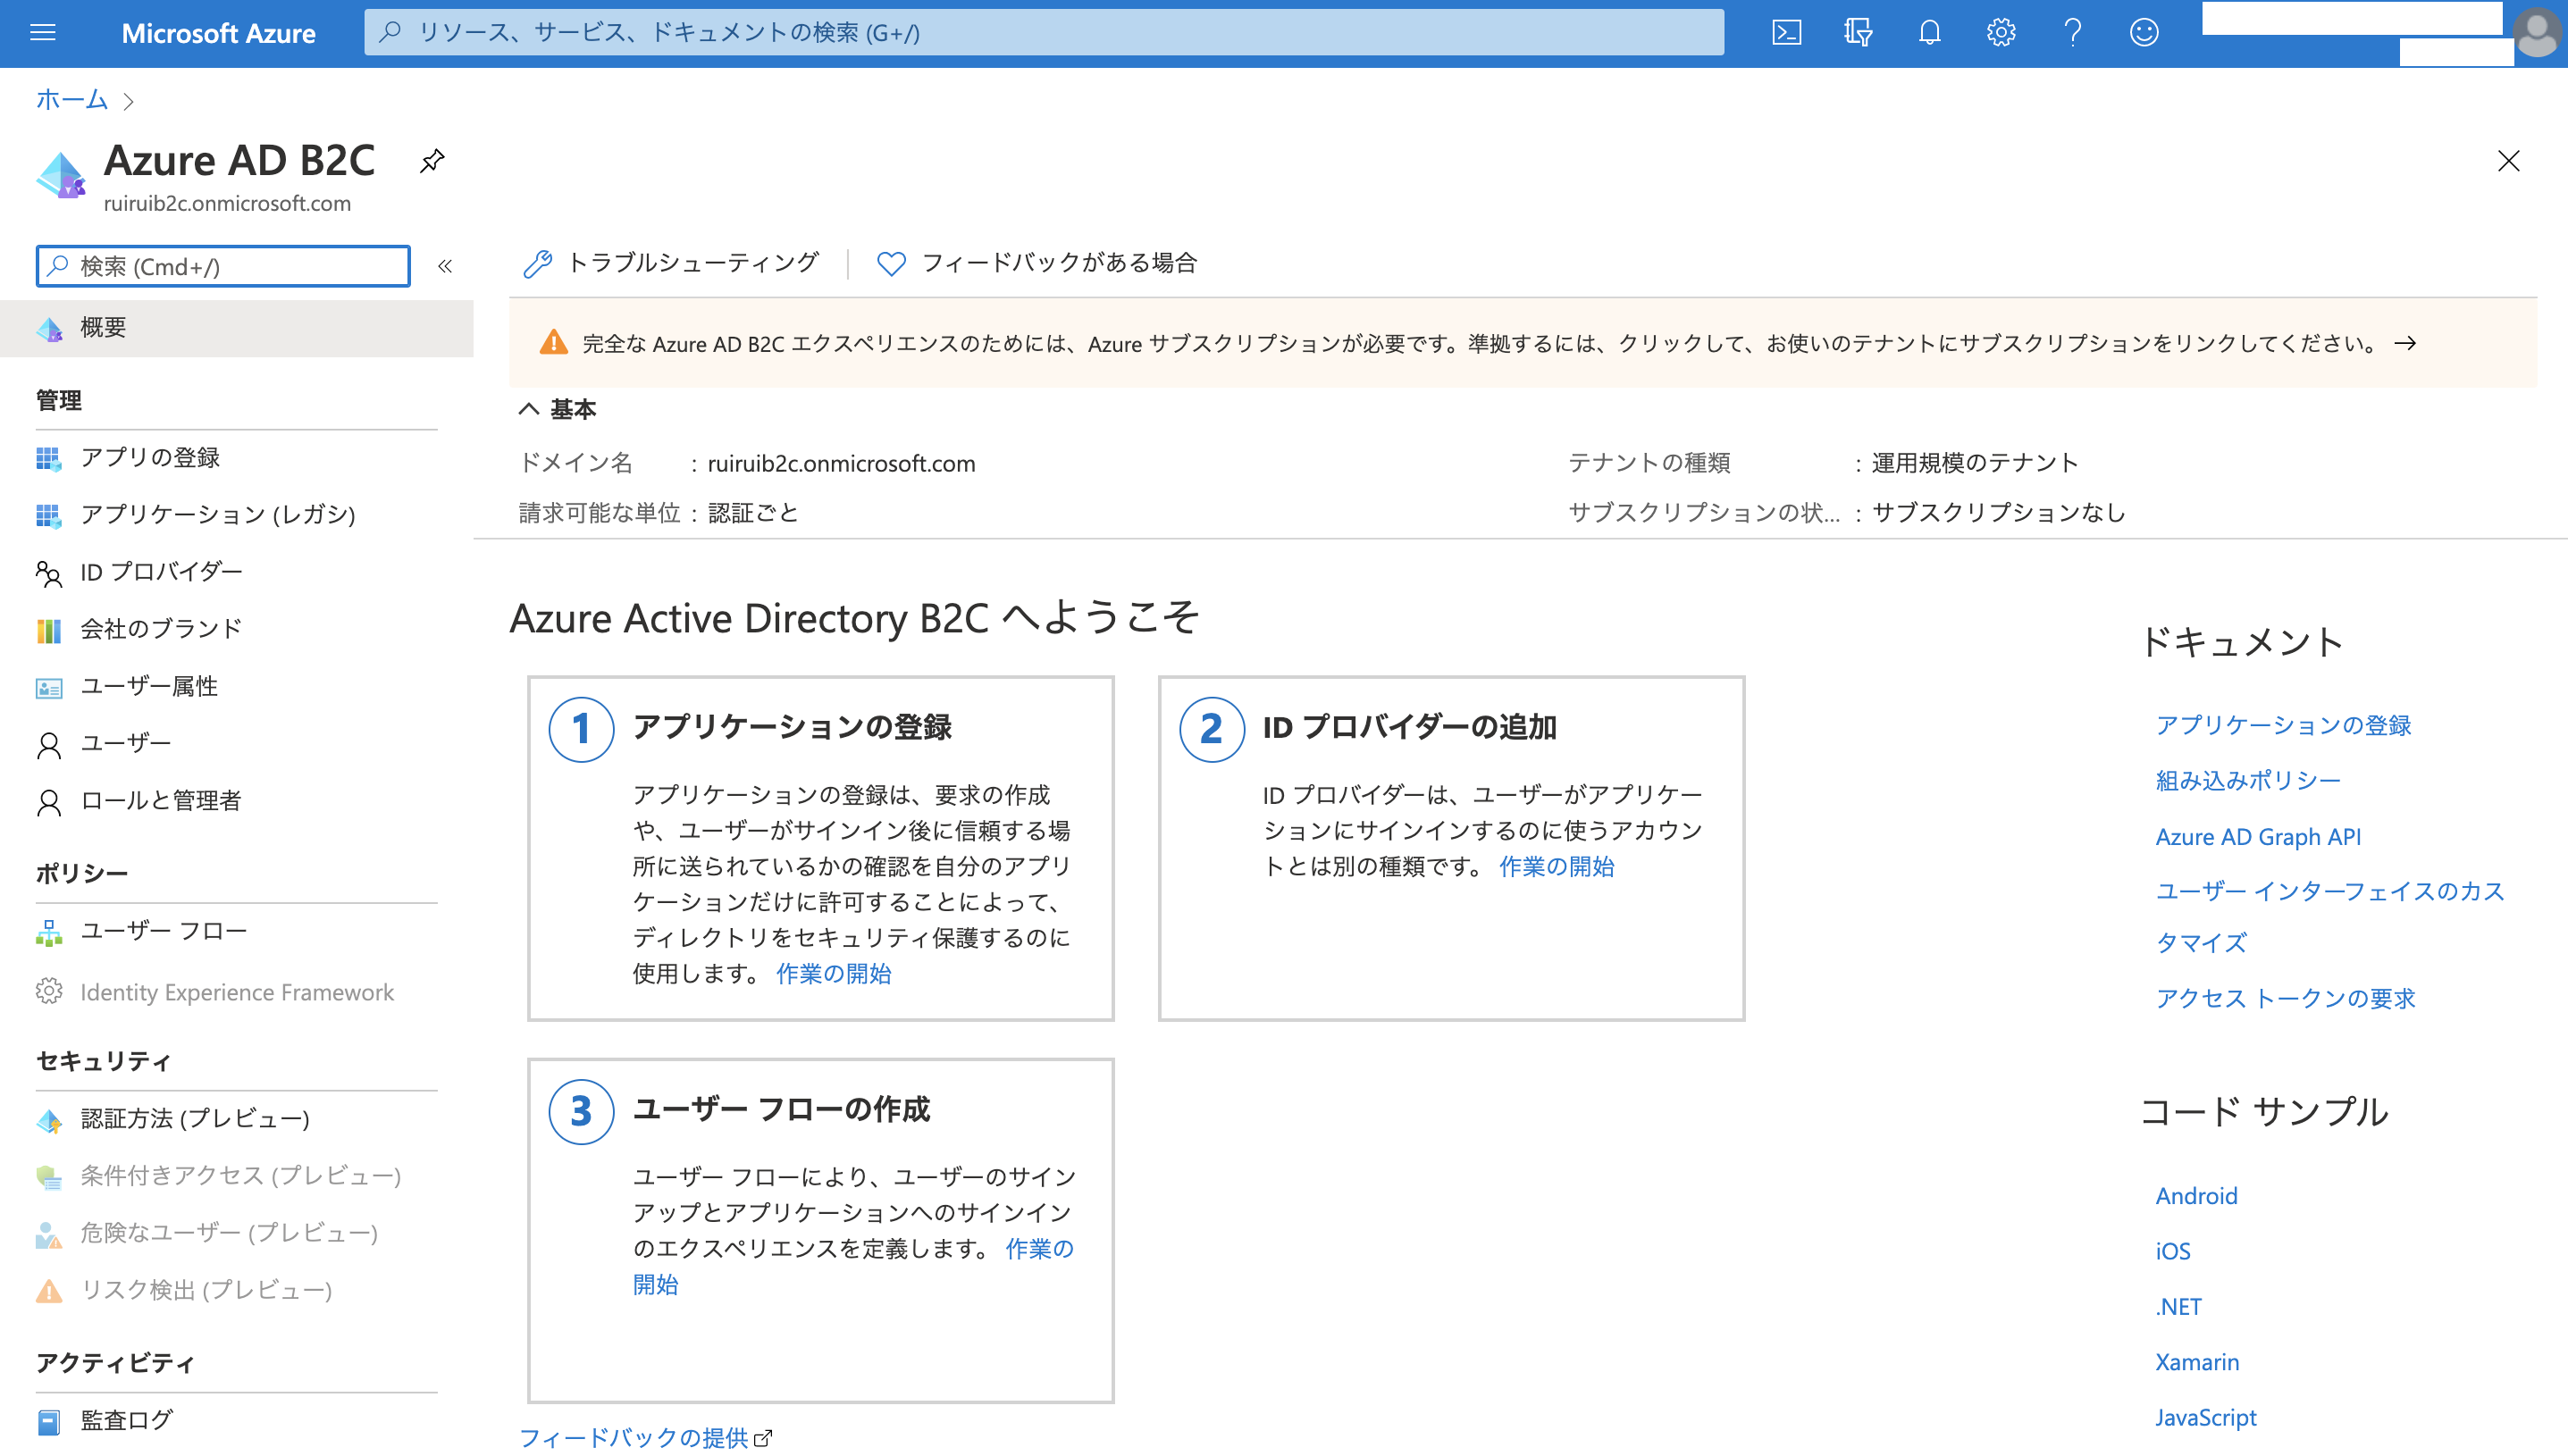 Microsoft Azure
リソース、サービス、ドキュメントの検索 (G+/)
ホーム
Azure AD B2C
ruiruib2c.onmicrosoft.com
検索 (Cmd+/)
概要
管理
アプリの登録
アプリケーション (レガシ)
ID プロバイダー
会社のブランド
ユーザー属性
ユーザー
ロールと管理者
ポリシー
ユーザー フロー
Identity Experience Framework
セキュリティ
認証方法 (プレビュー)
条件付きアクセス (プレビュー)
危険なユーザー (プレビュー)
リスク検出 (プレビュー)
アクティビティ
監査ログ
トラブルシューティング
フィードバックがある場合
完全な Azure AD B2C エクスペリエンスのためには、Azure サブスクリプションが必要です。準拠するには、クリックして、お使いのテナントにサブスクリプションをリンクしてください。 →
基本
ドメイン名 : ruiruib2c.onmicrosoft.com
請求可能な単位 : 認証ごと
テナントの種類 : 運用規模のテナント
サブスクリプションの状... : サブスクリプションなし
Azure Active Directory B2C へようこそ
1 アプリケーションの登録
アプリケーションの登録は、要求の作成
や、ユーザーがサインイン後に信頼する場
所に送られているかの確認を自分のアプリ
ケーションだけに許可することによって、
ディレクトリをセキュリティ保護するのに
使用します。 作業の開始
2 ID プロバイダーの追加
ID プロバイダーは、ユーザーがアプリケー
ションにサインインするのに使うアカウン
トとは別の種類です。 作業の開始
3 ユーザー フローの作成
ユーザー フローにより、ユーザーのサイン
アップとアプリケーションへのサインイン
のエクスペリエンスを定義します。 作業の
開始
フィードバックの提供
ドキュメント
アプリケーションの登録
組み込みポリシー
Azure AD Graph API
ユーザー インターフェイスのカス
タマイズ
アクセス トークンの要求
コード サンプル
Android
iOS
.NET
Xamarin
JavaScript